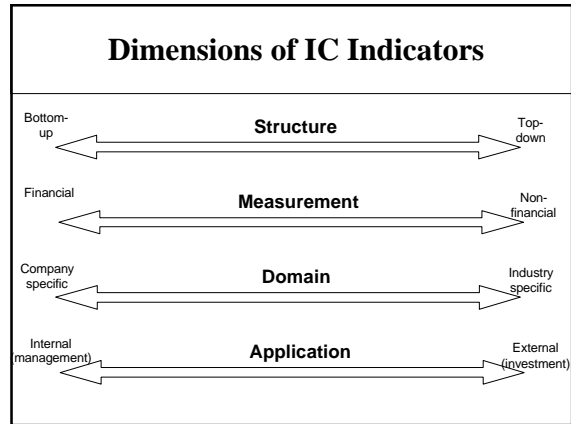 Dimensions of IC Indicators
Bottom-
up
Structure
Top-
down
Financial
Measurement
Non-
financial
Company
specific
Domain
Industry
specific
Internal
(management)
Application
External
(investment)